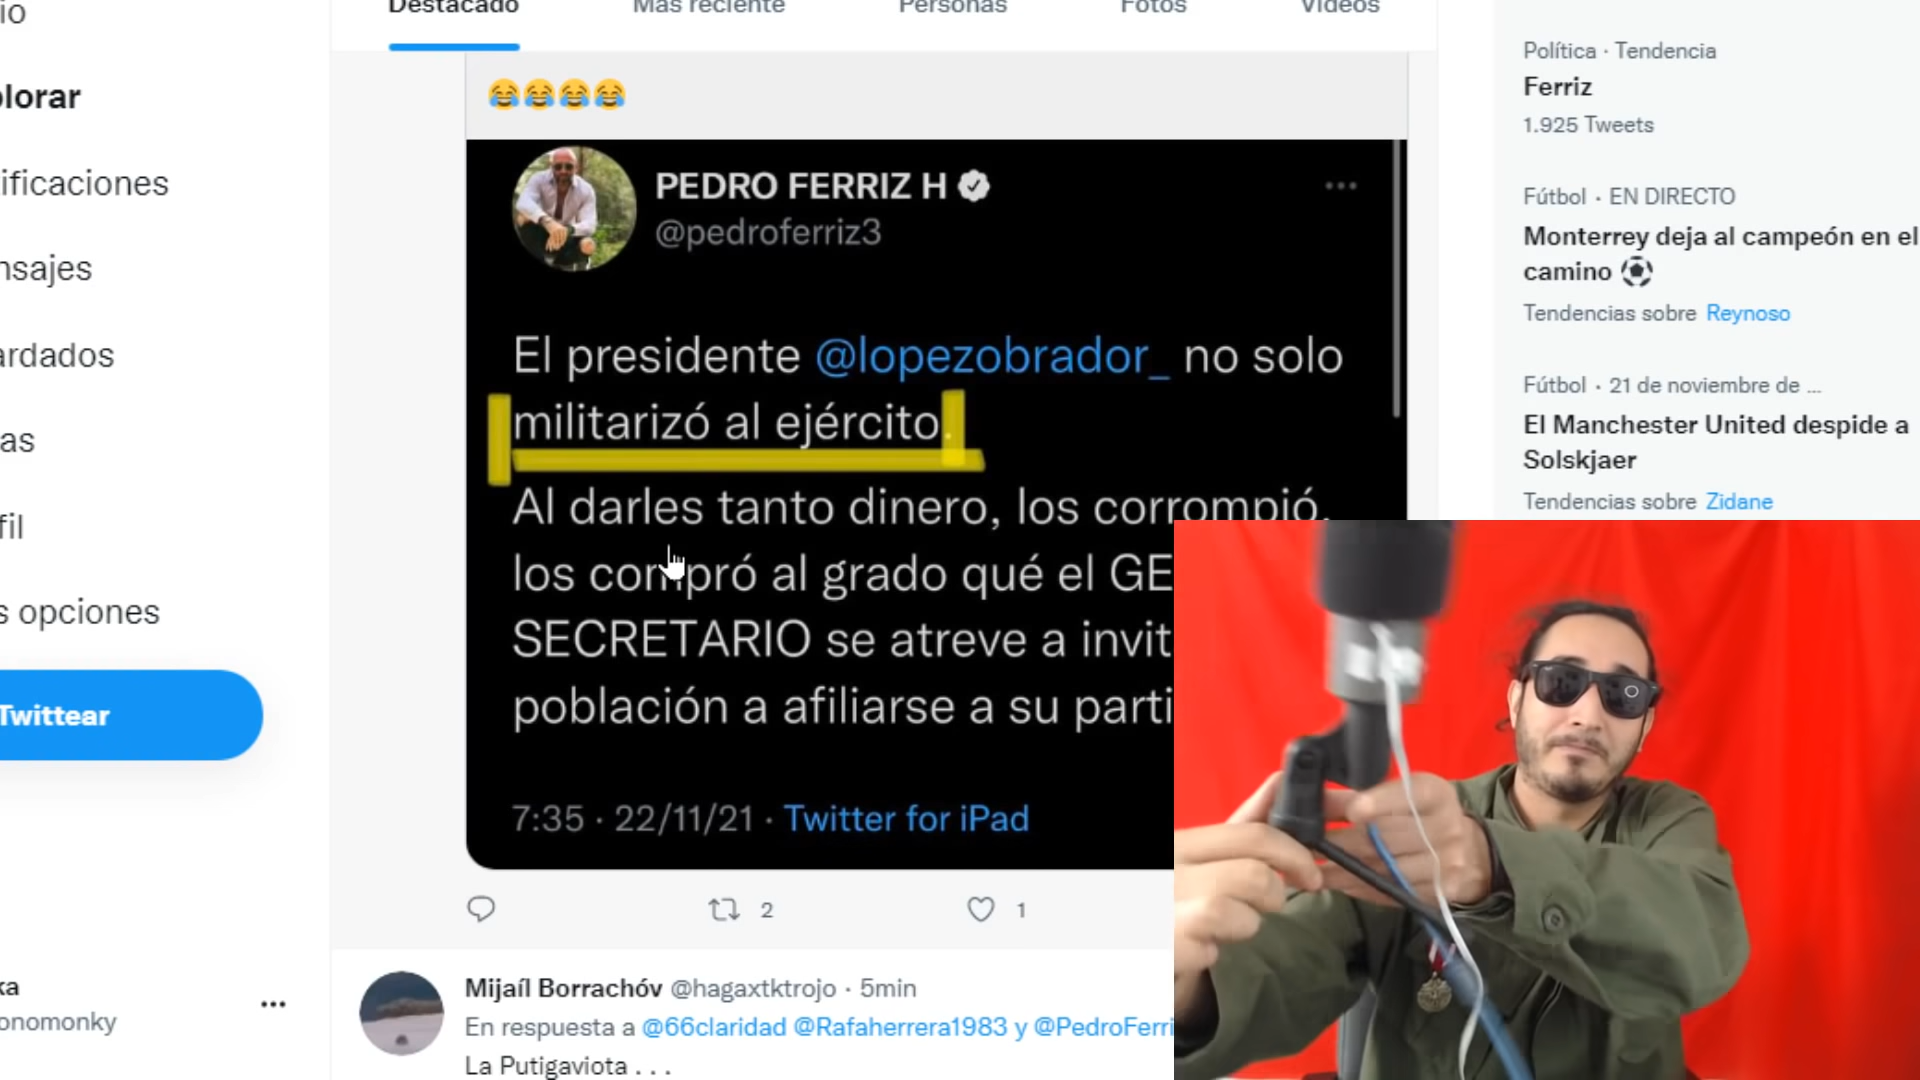 Destacado
Más reciente
Personas
Fotos
Vídeos
io
plorar
ificaciones
nsajes
ardados
as
fil
s opciones
Twittear
ka
onomonky
😂😂😂😂
PEDRO FERRIZ H
@pedroferriz3
El presidente @lopezobrador_ no solo
militarizó al ejército.
Al darles tanto dinero, los corrompió,
los compró al grado qué el GE
SECRETARIO se atreve a invit
población a afiliarse a su parti
7:35 · 22/11/21 · Twitter for iPad
2
1
Mijaíl Borrachóv @hagaxtktrojo · 5min
En respuesta a @66claridad @Rafaherrera1983 y @PedroFerri
La Putigaviota . . .
Política · Tendencia
Ferriz
1.925 Tweets
Fútbol · EN DIRECTO
Monterrey deja al campeón en el
camino ⚽
Tendencias sobre Reynoso
Fútbol · 21 de noviembre de ...
El Manchester United despide a
Solskjaer
Tendencias sobre Zidane